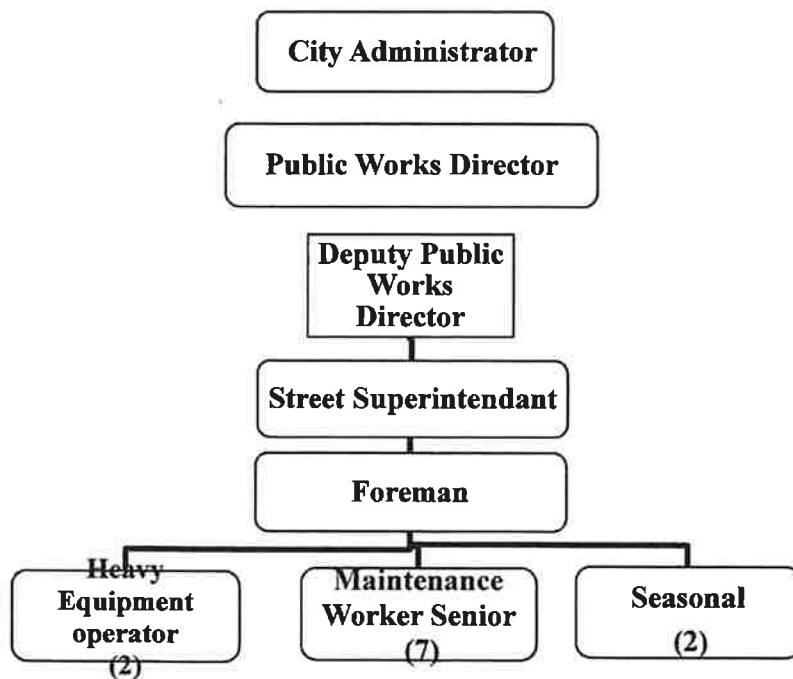 City Administrator
Public Works Director
Deputy Public
Works
Director
Street Superintendant
Foreman
Heavy
Equipment
operator
(2)
Maintenance
Worker Senior
(7)
Seasonal
(2)